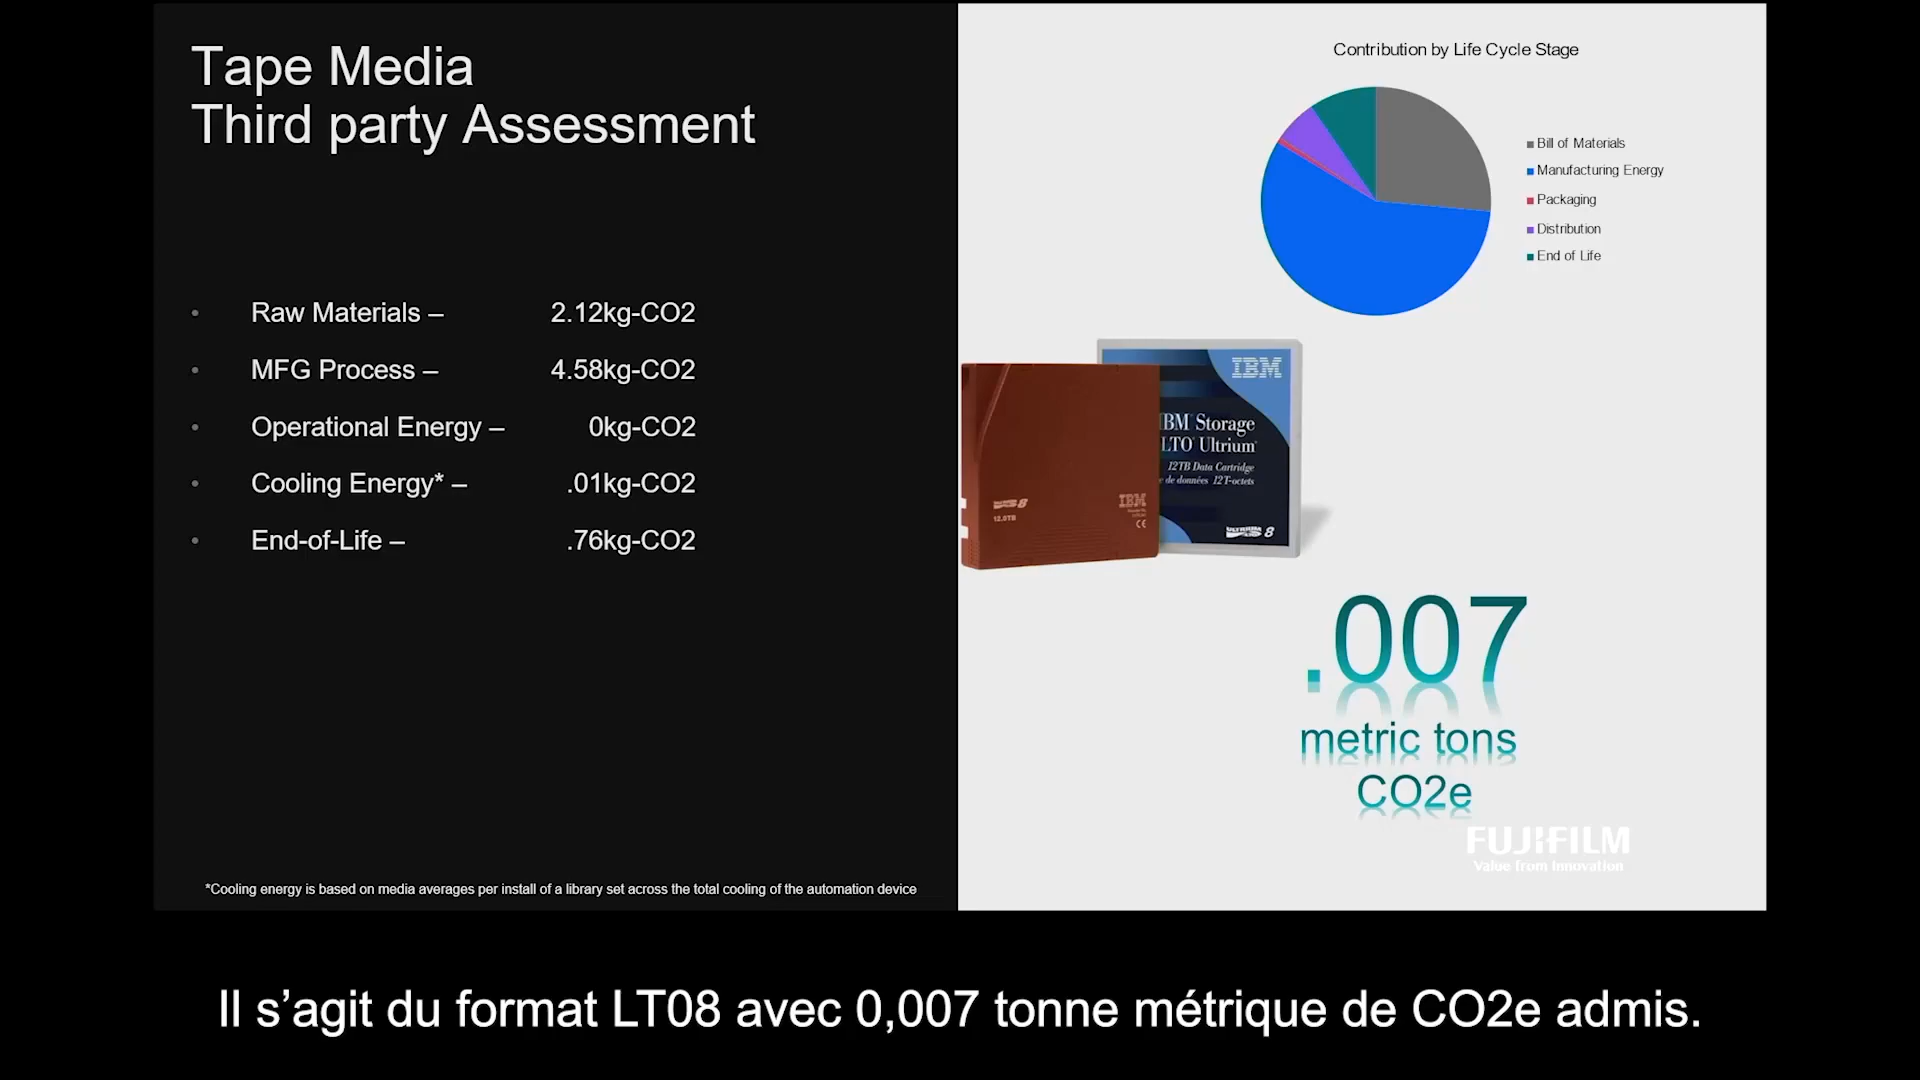 Tape Media
Third party Assessment
• Raw Materials – 2.12kg-CO2
• MFG Process – 4.58kg-CO2
• Operational Energy – 0kg-CO2
• Cooling Energy* – .01kg-CO2
• End-of-Life – .76kg-CO2
*Cooling energy is based on media averages per install of a library set across the total cooling of the automation device
Contribution by Life Cycle Stage
Bill of Materials
Manufacturing Energy
Packaging
Distribution
End of Life
IBM
IBM Storage
LTO Ultrium
12TB Data Cartridge
e de données 12T-octets
ULTRIUM 8
8
12.0TB
IBM
CE
.007
metric tons
CO2e
FUJIFILM
Value from Innovation
Il s’agit du format LT08 avec 0,007 tonne métrique de CO2e admis.